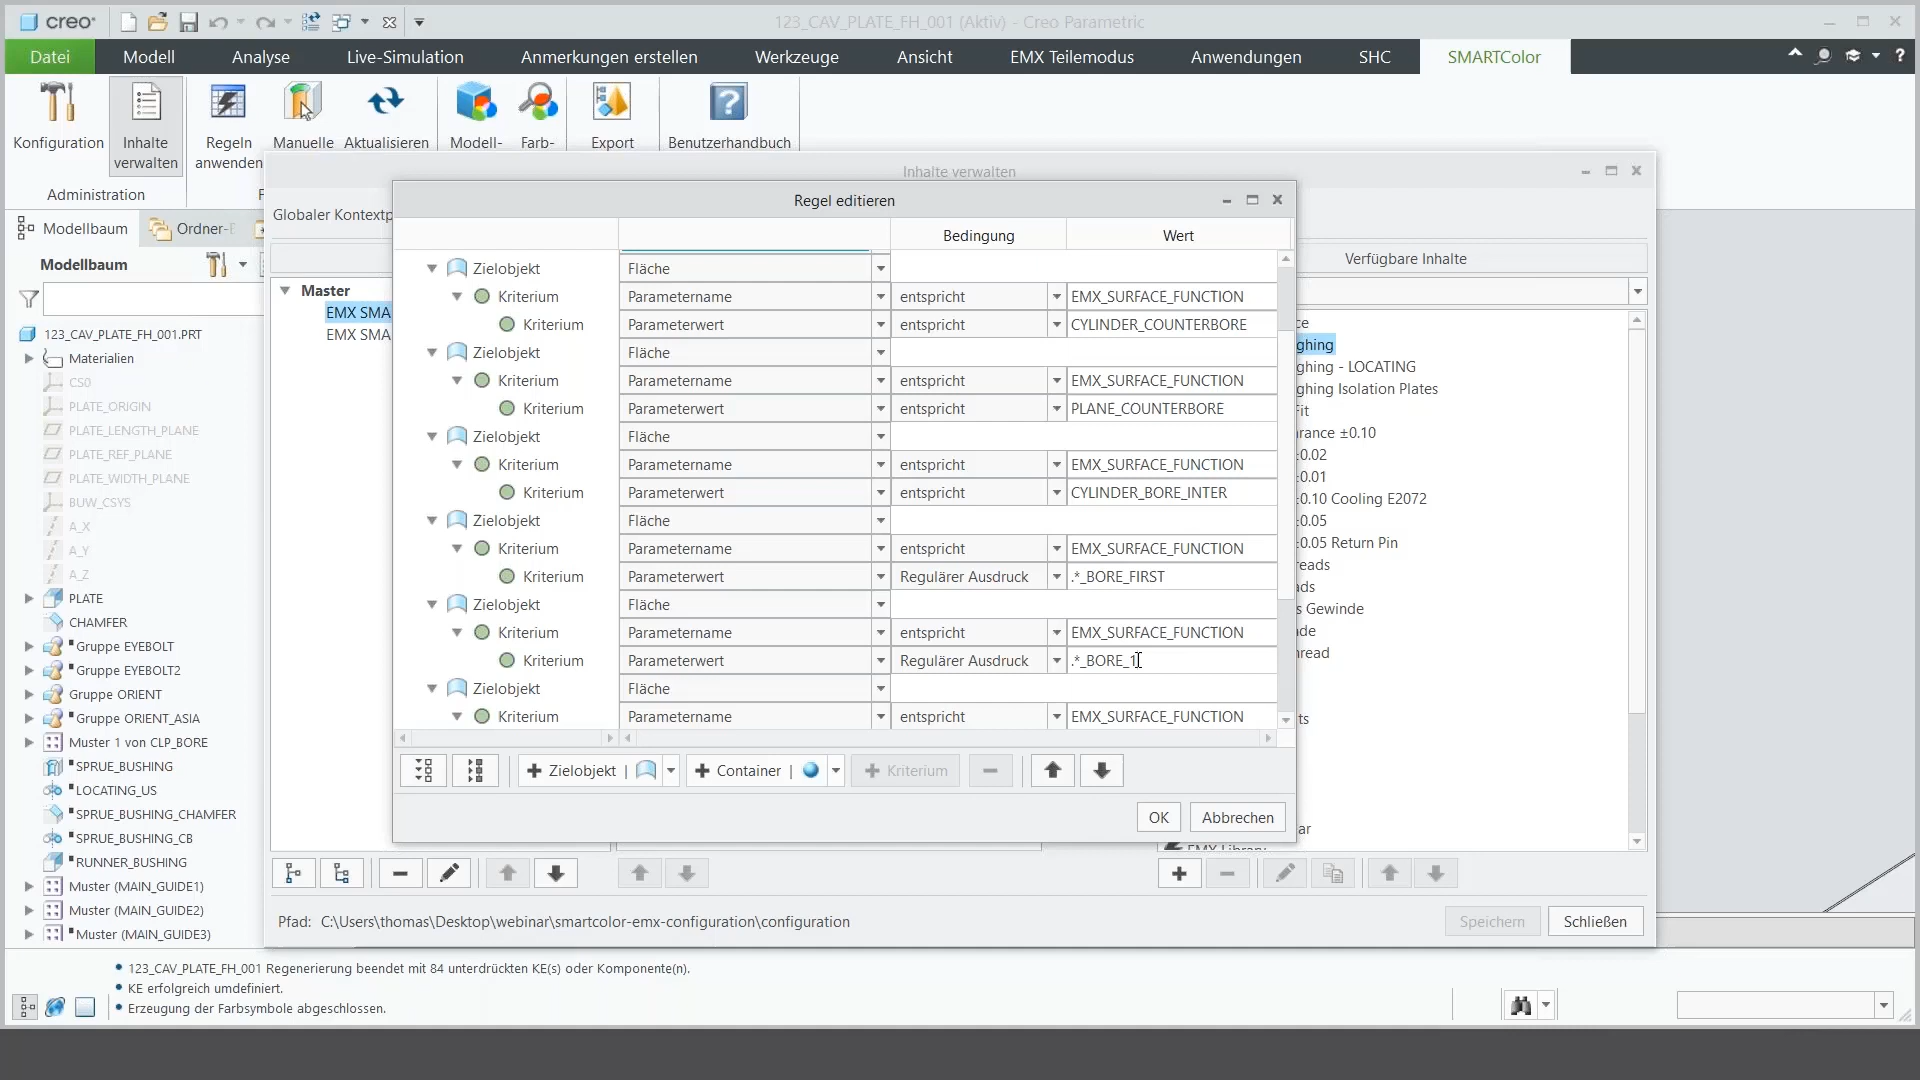 creo
123_CAV_PLATE_FH_001 (Aktiv) - Creo Parametric
Datei
Modell
Analyse
Live-Simulation
Anmerkungen erstellen
Werkzeuge
Ansicht
EMX Teilemodus
Anwendungen
SHC
SMARTColor
Konfiguration
Inhalte
verwalten
Regeln
anwenden
Manuelle
Aktualisieren
Modell-
Farb-
Export
Benutzerhandbuch
Administration
Inhalte verwalten
Globaler Kontextp
Regel editieren
Modellbaum
Ordner-
Modellbaum
Bedingung
Wert
Verfügbare Inhalte
Master
EMX SMA
EMX SMA
123_CAV_PLATE_FH_001.PRT
Materialien
CS0
PLATE_ORIGIN
PLATE_LENGTH_PLANE
PLATE_REF_PLANE
PLATE_WIDTH_PLANE
BUW_CSYS
A_X
A_Y
A_Z
PLATE
CHAMFER
Gruppe EYEBOLT
Gruppe EYEBOLT2
Gruppe ORIENT
Gruppe ORIENT_ASIA
Muster 1 von CLP_BORE
SPRUE_BUSHING
LOCATING_US
SPRUE_BUSHING_CHAMFER
SPRUE_BUSHING_CB
RUNNER_BUSHING
Muster (MAIN_GUIDE1)
Muster (MAIN_GUIDE2)
Muster (MAIN_GUIDE3)
Zielobjekt Fläche
Kriterium Parametername entspricht EMX_SURFACE_FUNCTION
Kriterium Parameterwert entspricht CYLINDER_COUNTERBORE
Zielobjekt Fläche
Kriterium Parametername entspricht EMX_SURFACE_FUNCTION
Kriterium Parameterwert entspricht PLANE_COUNTERBORE
Zielobjekt Fläche
Kriterium Parametername entspricht EMX_SURFACE_FUNCTION
Kriterium Parameterwert entspricht CYLINDER_BORE_INTER
Zielobjekt Fläche
Kriterium Parametername entspricht EMX_SURFACE_FUNCTION
Kriterium Parameterwert Regulärer Ausdruck .*_BORE_FIRST
Zielobjekt Fläche
Kriterium Parametername entspricht EMX_SURFACE_FUNCTION
Kriterium Parameterwert Regulärer Ausdruck .*_BORE_1
Zielobjekt Fläche
Kriterium Parametername entspricht EMX_SURFACE_FUNCTION
Zielobjekt
Container
Kriterium
OK
Abbrechen
ce
ghing
ghing - LOCATING
ghing Isolation Plates
Fit
rance ±0.10
±0.02
±0.01
±0.10 Cooling E2072
±0.05
±0.05 Return Pin
reads
ads
s Gewinde
de
nread
ts
ar
EMX Library
Pfad: C:\Users\thomas\Desktop\webinar\smartcolor-emx-configuration\configuration
Speichern
Schließen
123_CAV_PLATE_FH_001 Regenerierung beendet mit 84 unterdrückten KE(s) oder Komponente(n).
KE erfolgreich umdefiniert.
Erzeugung der Farbsymbole abgeschlossen.